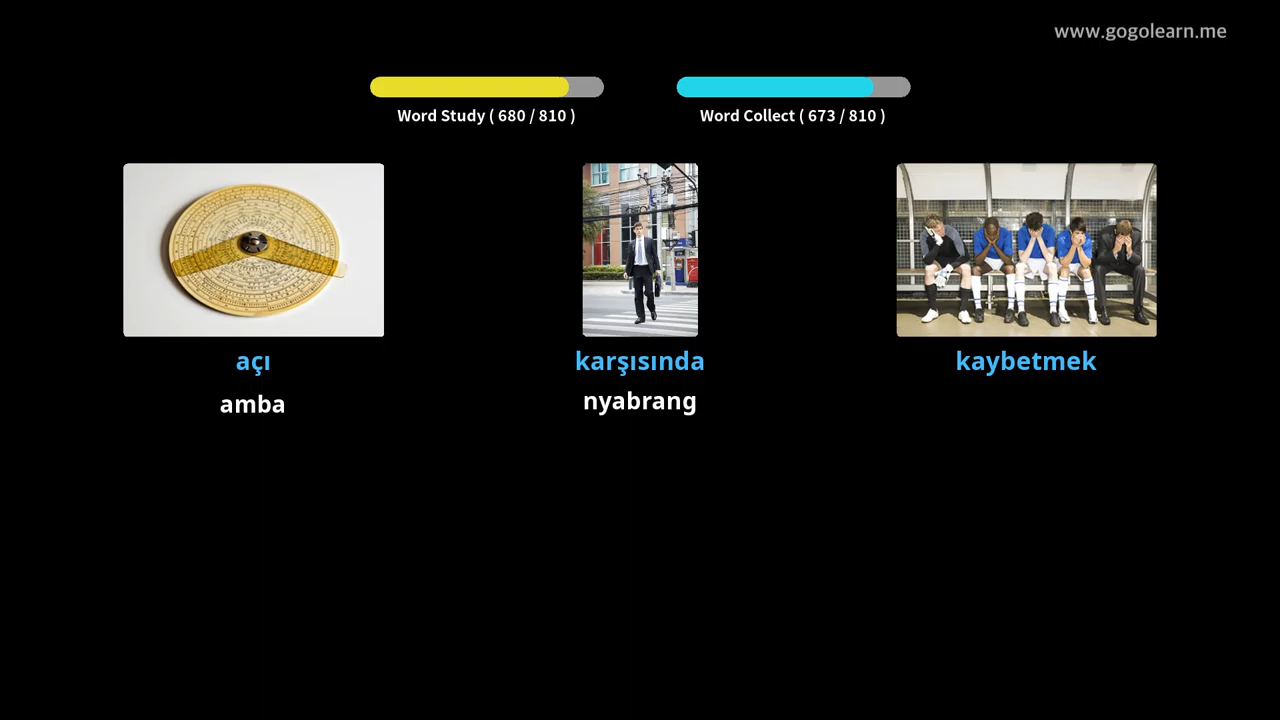 www.gogolearn.me
Word Study ( 680 / 810 )
Word Collect ( 673 / 810 )
açı
karşısında
kaybetmek
amba
nyabrang